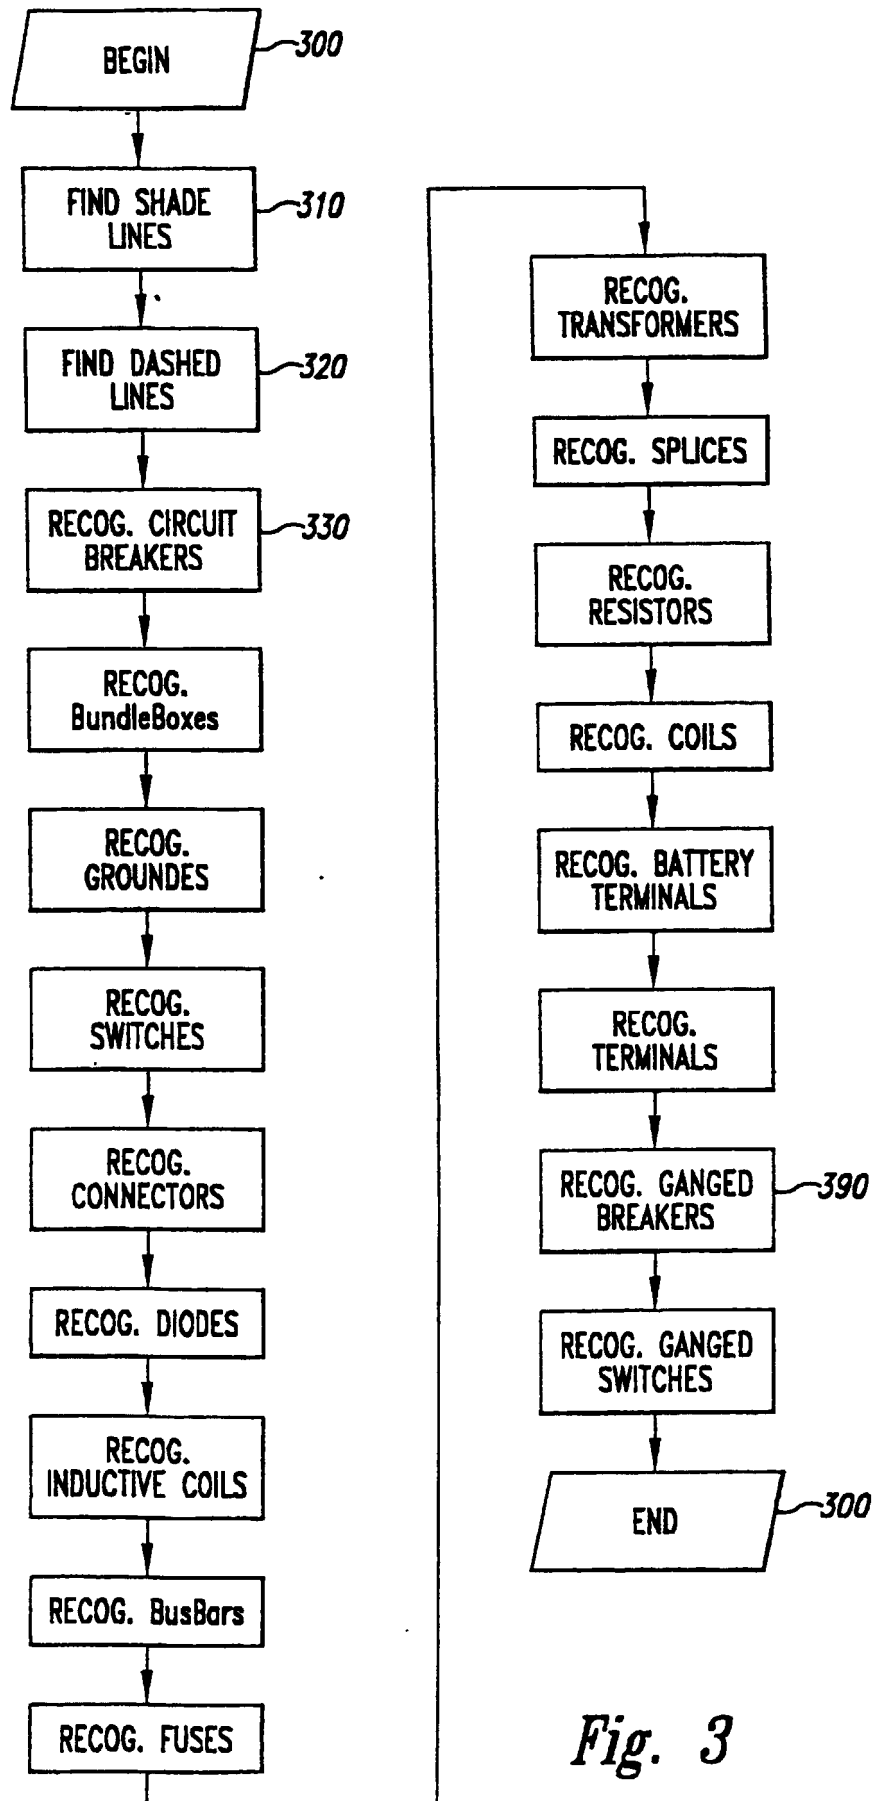 BEGIN
300
FIND SHADE
LINES
310
FIND DASHED
LINES
320
RECOG. CIRCUIT
BREAKERS
330
RECOG.
BundleBoxes
RECOG.
GROUNDES
RECOG.
SWITCHES
RECOG.
CONNECTORS
RECOG. DIODES
RECOG.
INDUCTIVE COILS
RECOG. BusBars
RECOG. FUSES
RECOG.
TRANSFORMERS
RECOG. SPLICES
RECOG.
RESISTORS
RECOG. COILS
RECOG. BATTERY
TERMINALS
RECOG.
TERMINALS
RECOG. GANGED
BREAKERS
390
RECOG. GANGED
SWITCHES
END
300
Fig. 3